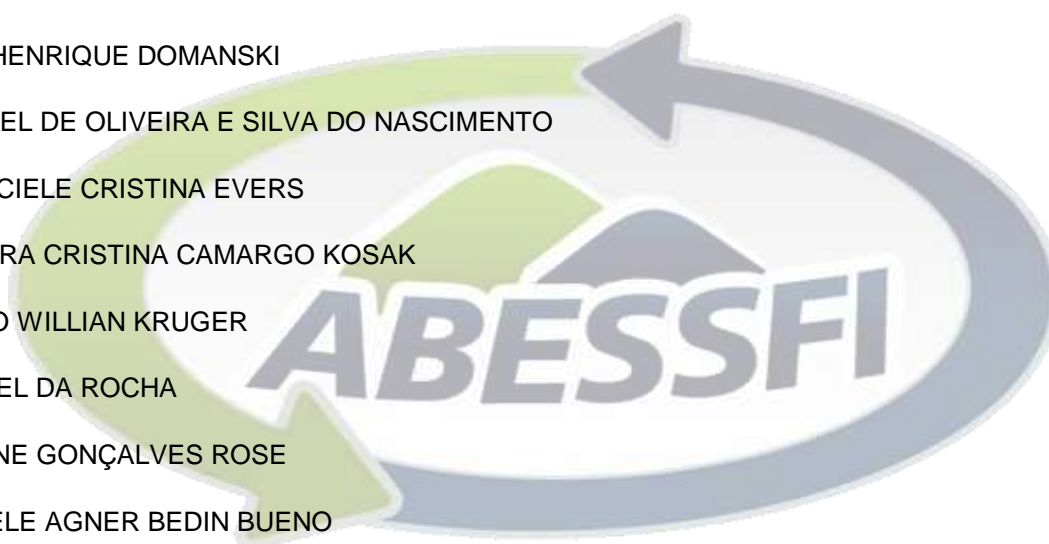 HENRIQUE DOMANSKI
EL DE OLIVEIRA E SILVA DO NASCIMENTO
CIELE CRISTINA EVERS
RA CRISTINA CAMARGO KOSAK
WILLIAN KRUGER
ABESSFI
EL DA ROCHA
NE GONÇALVES ROSE
ELE AGNER BEDIN BUENO